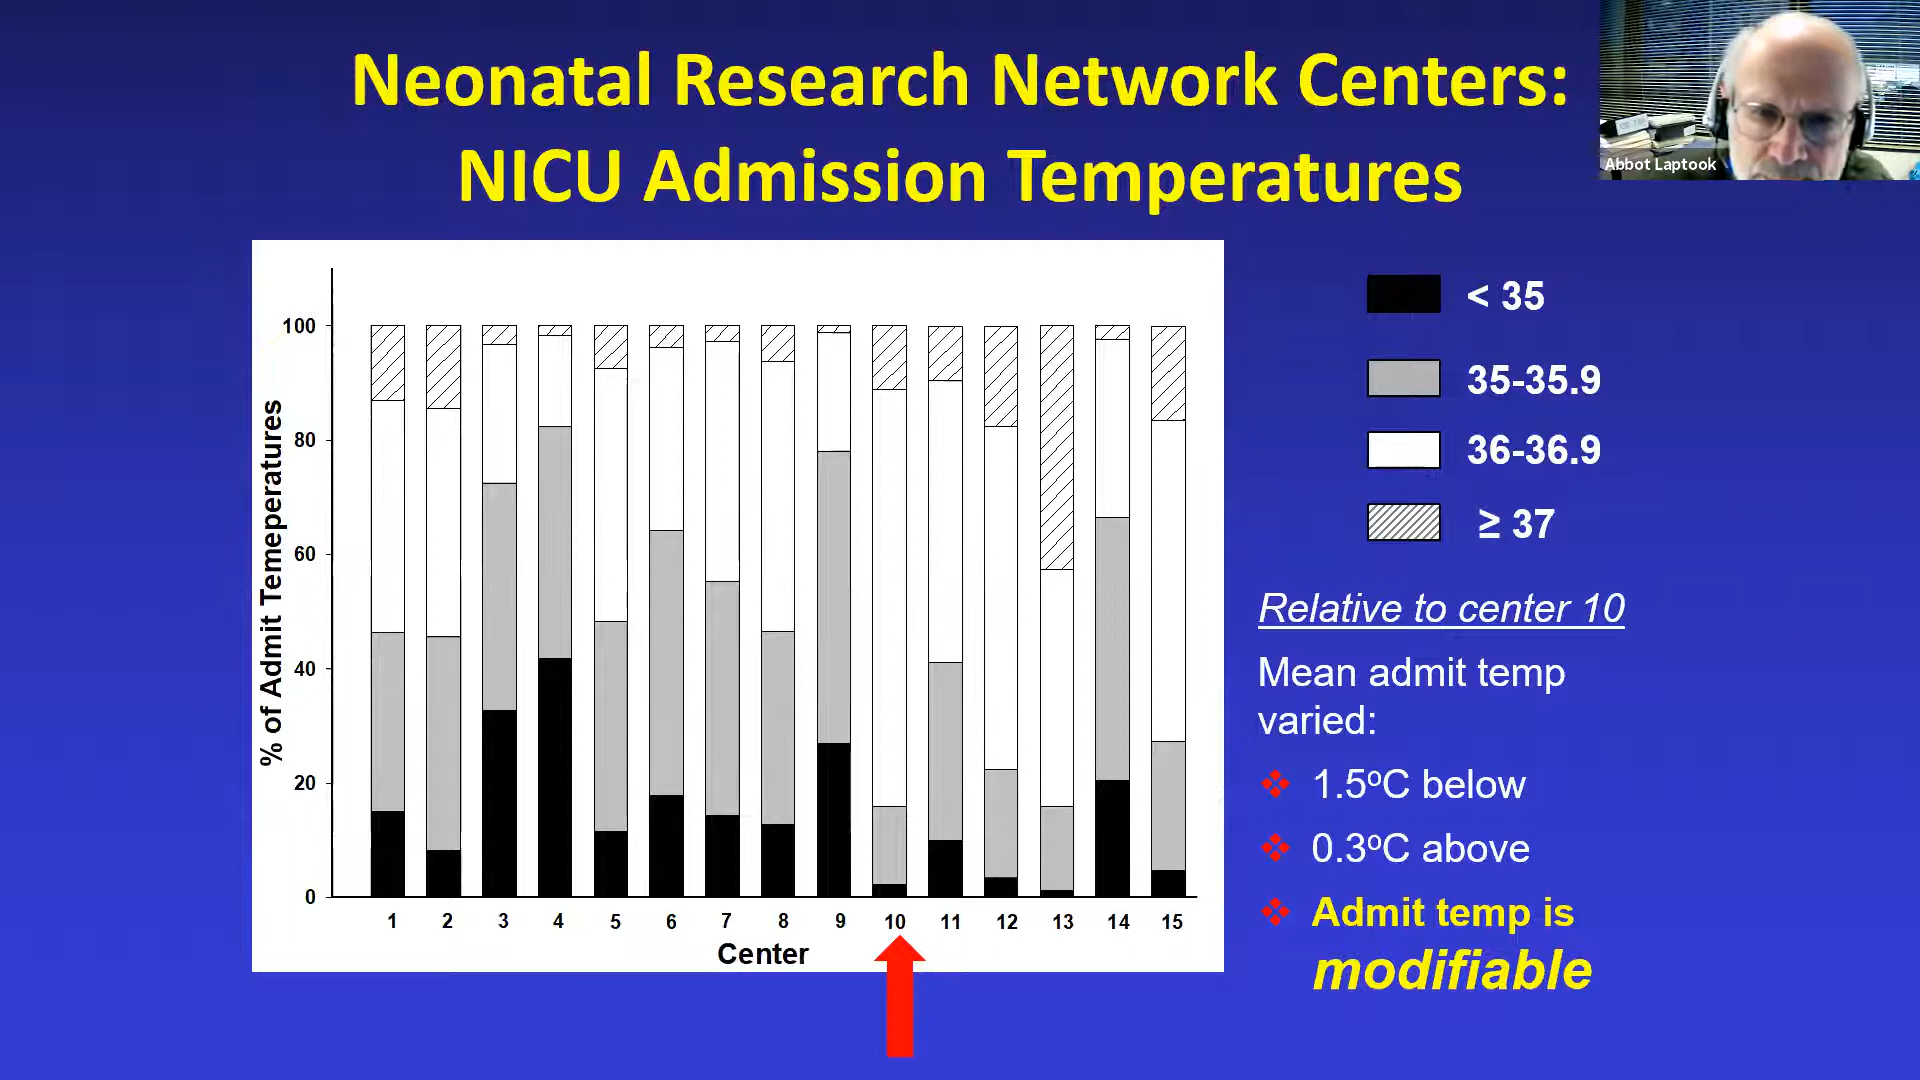 Neonatal Research Network Centers:
NICU Admission Temperatures
Abbot Laptook
% of Admit Temeperatures
100
80
60
40
20
0
1 2 3 4 5 6 7 8 9 10 11 12 13 14 15
Center
< 35
35-35.9
36-36.9
≥ 37
Relative to center 10
Mean admit temp
varied:
1.5ºC below
0.3ºC above
Admit temp is
modifiable